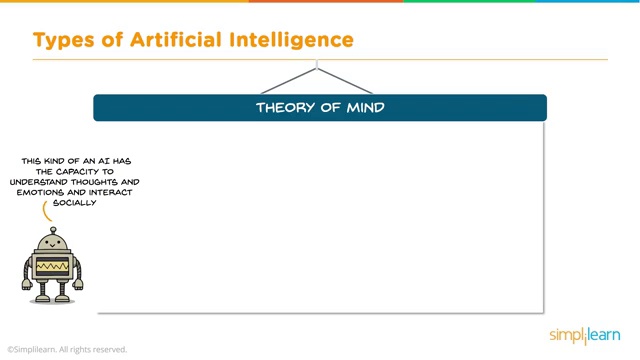 Types of Artificial Intelligence
THEORY OF MIND
THIS KIND OF AN AI HAS
THE CAPACITY TO
UNDERSTAND THOUGHTS AND
EMOTIONS AND INTERACT
SOCIALLY
simplilearn
©Simplilearn. All rights reserved.